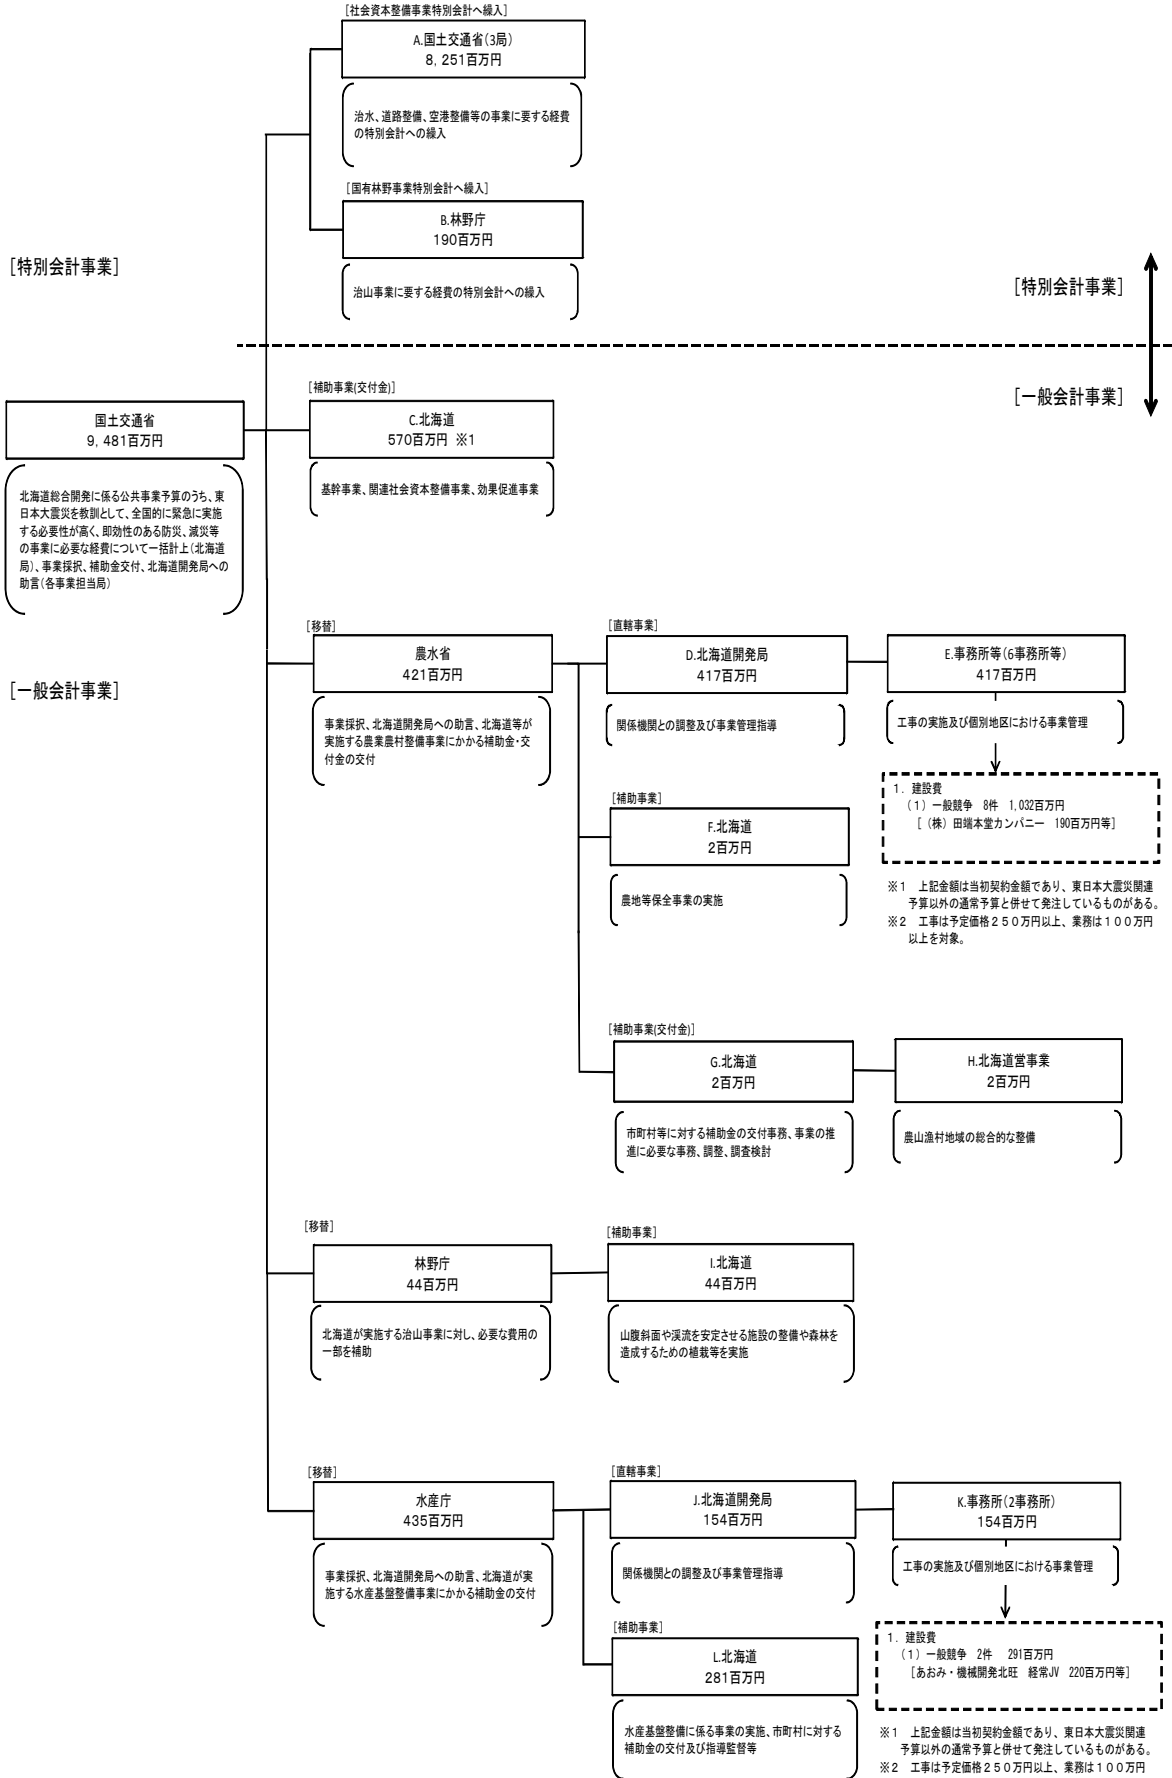 [社会資本整備事業特別会計へ繰入]
A.国土交通省(3局)
8,251百万円
治水、道路整備、空港整備等の事業に要する経費
の特別会計への繰入
[国有林野事業特別会計へ繰入]
B.林野庁
190百万円
治山事業に要する経費の特別会計への繰入
[特別会計事業]
[特別会計事業]
[一般会計事業]
国土交通省
9,481百万円
北海道総合開発に係る公共事業予算のうち、東
日本大震災を教訓として、全国的に緊急に実施
する必要性が高く、即効性のある防災、減災等
の事業に必要な経費について一括計上(北海道
局)、事業採択、補助金交付、北海道開発局への
助言(各事業担当局)
[補助事業(交付金)]
C.北海道
570百万円 ※1
基幹事業、関連社会資本整備事業、効果促進事業
[一般会計事業]
[移替]
農水省
421百万円
事業採択、北海道開発局への助言、北海道等が
実施する農業農村整備事業にかかる補助金・交
付金の交付
[直轄事業]
D.北海道開発局
417百万円
関係機関との調整及び事業管理指導
E.事務所等(6事務所等)
417百万円
工事の実施及び個別地区における事業管理
1. 建設費
(1)一般競争 8件 1,032百万円
[(株)田端本堂カンパニー 190百万円等]
※1 上記金額は当初契約金額であり、東日本大震災関連
予算以外の通常予算と併せて発注しているものがある。
※2 工事は予定価格250万円以上、業務は100万円
以上を対象。
[補助事業]
F.北海道
2百万円
農地等保全事業の実施
[補助事業(交付金)]
G.北海道
2百万円
市町村等に対する補助金の交付事務、事業の推
進に必要な事務、調整、調査検討
H.北海道営事業
2百万円
農山漁村地域の総合的な整備
[移替]
林野庁
44百万円
北海道が実施する治山事業に対し、必要な費用の
一部を補助
[補助事業]
I.北海道
44百万円
山腹斜面や渓流を安定させる施設の整備や森林を
造成するための植栽等を実施
[移替]
水産庁
435百万円
事業採択、北海道開発局への助言、北海道が実
施する水産基盤整備事業にかかる補助金の交付
[直轄事業]
J.北海道開発局
154百万円
関係機関との調整及び事業管理指導
K.事務所(2事務所)
154百万円
工事の実施及び個別地区における事業管理
1. 建設費
(1)一般競争 2件 291百万円
[あおみ・機械開発北旺 経常JV 220百万円等]
※1 上記金額は当初契約金額であり、東日本大震災関連
予算以外の通常予算と併せて発注しているものがある。
※2 工事は予定価格250万円以上、業務は100万円
[補助事業]
L.北海道
281百万円
水産基盤整備に係る事業の実施、市町村に対する
補助金の交付及び指導監督等